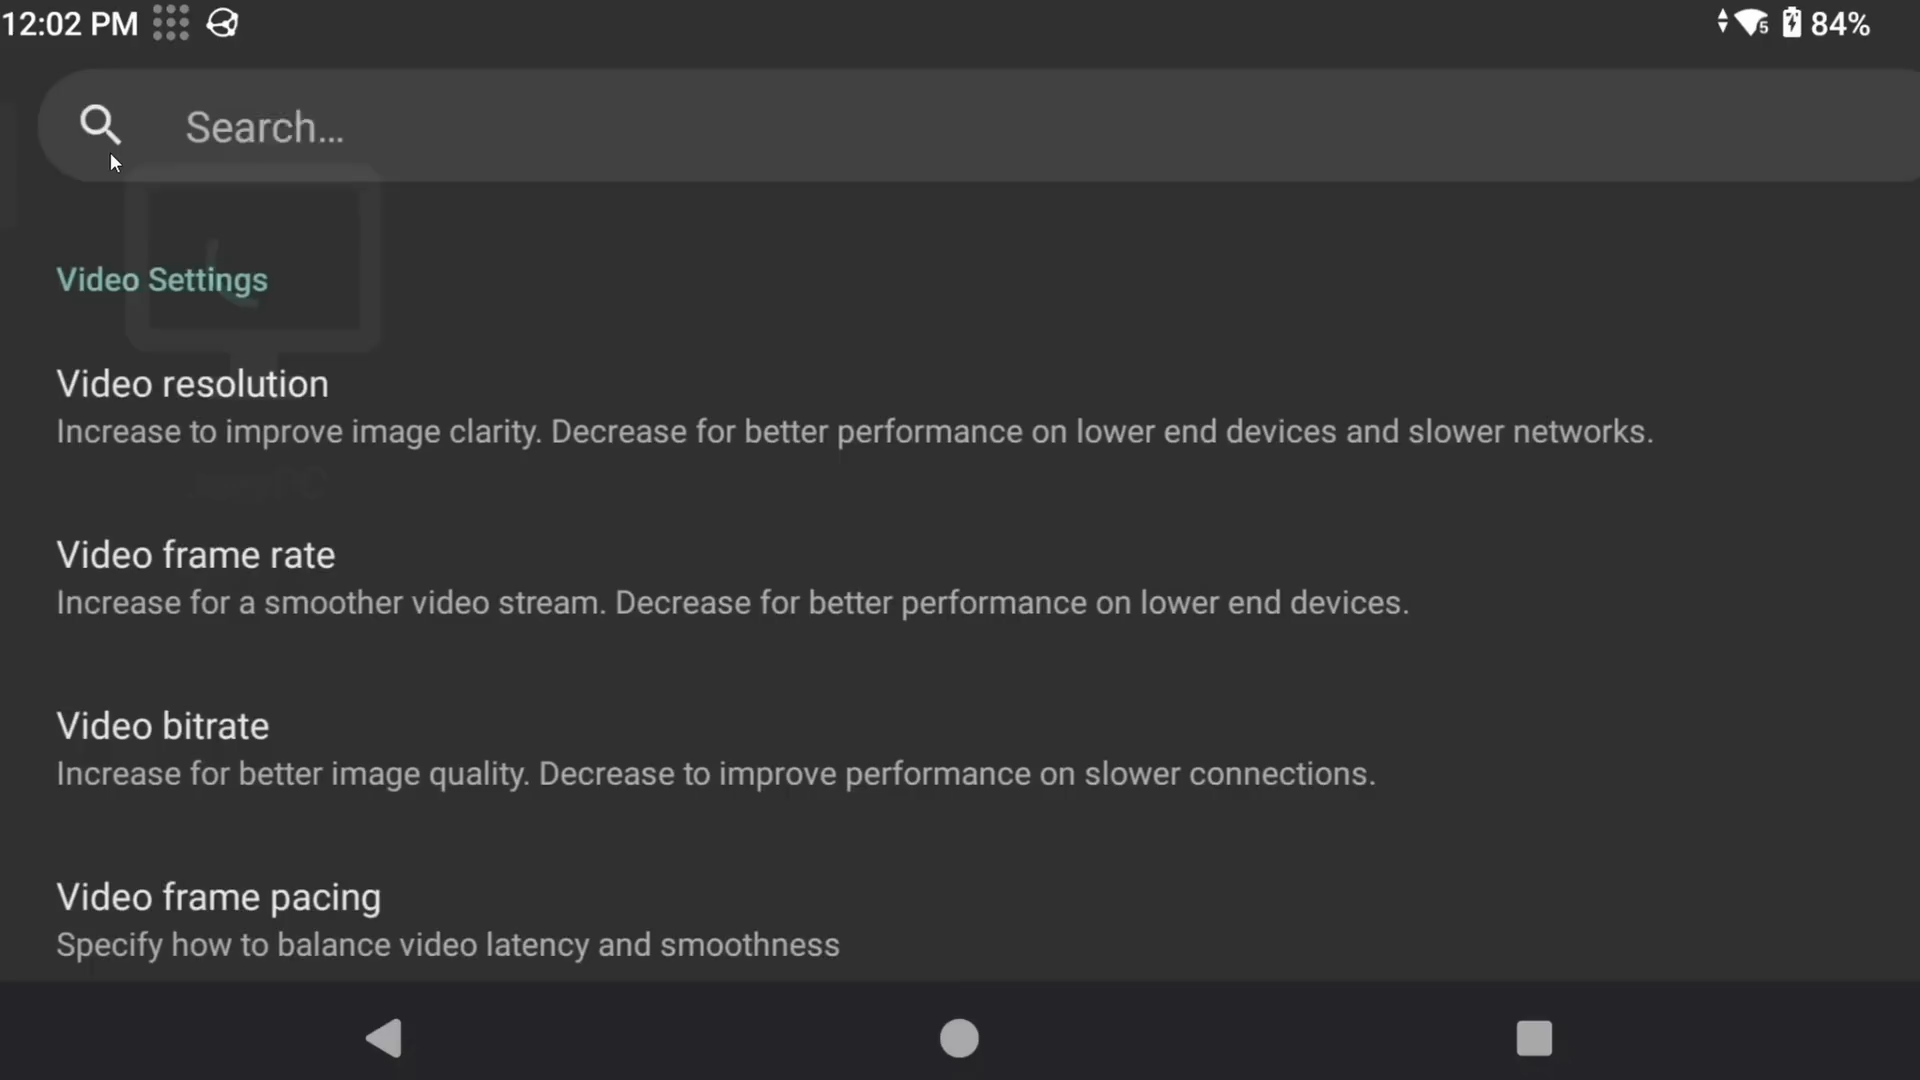 12:02 PM
5 84%
Search...
Video Settings
Video resolution
Increase to improve image clarity. Decrease for better performance on lower end devices and slower networks.
Video frame rate
Increase for a smoother video stream. Decrease for better performance on lower end devices.
Video bitrate
Increase for better image quality. Decrease to improve performance on slower connections.
Video frame pacing
Specify how to balance video latency and smoothness